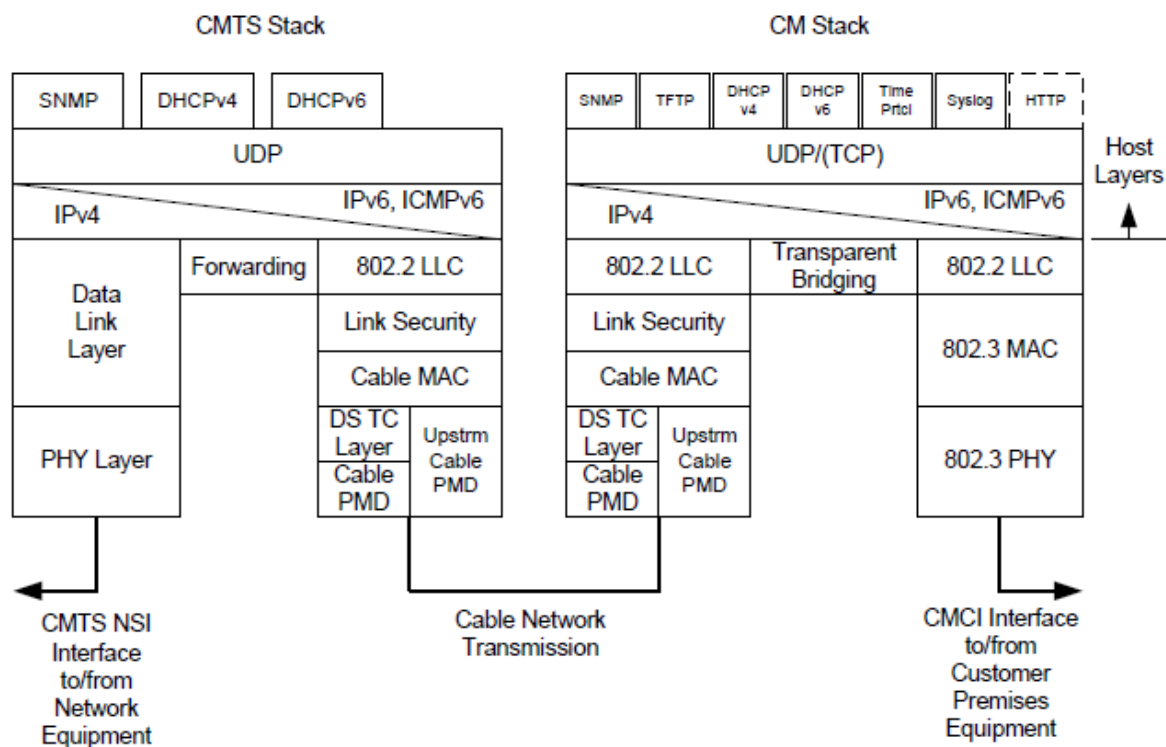 CMTS Stack
CM Stack
SNMP
DHCPv4
DHCPv6
SNMP
TFTP
DHCP
v4
DHCP
v6
Time
Prtcl
Syslog
HTTP
UDP
UDP/(TCP)
Host
Layers
IPv4
IPv6, ICMPv6
IPv4
IPv6, ICMPv6
Data
Link
Layer
Forwarding
802.2 LLC
Link Security
Cable MAC
802.2 LLC
Transparent
Bridging
802.2 LLC
Link Security
Cable MAC
802.3 MAC
PHY Layer
DS TC
Layer
Cable
PMD
Upstrm
Cable
PMD
DS TC
Layer
Cable
PMD
Upstrm
Cable
PMD
802.3 PHY
CMTS NSI
Interface
to/from
Network
Equipment
Cable Network
Transmission
CMCI Interface
to/from
Customer
Premises
Equipment